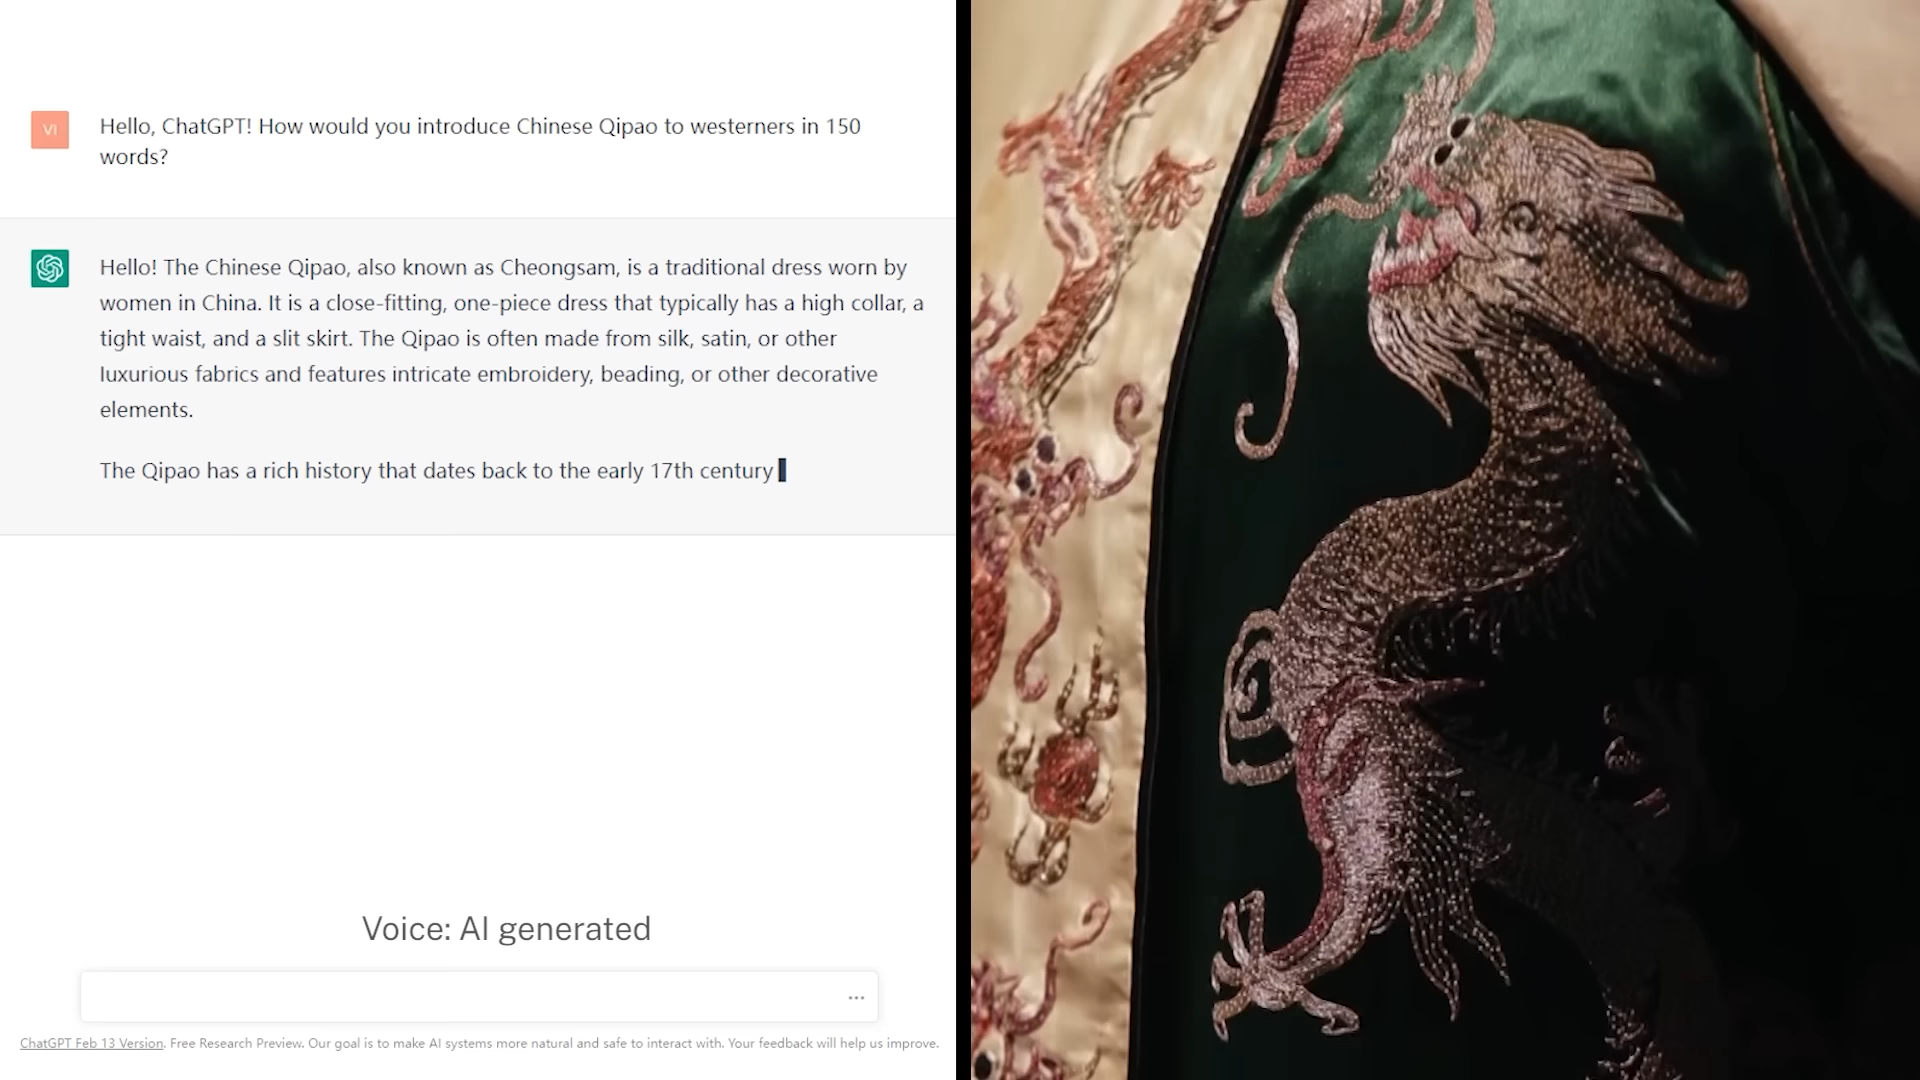 VI
Hello, ChatGPT! How would you introduce Chinese Qipao to westerners in 150
words?
Hello! The Chinese Qipao, also known as Cheongsam, is a traditional dress worn by
women in China. It is a close-fitting, one-piece dress that typically has a high collar, a
tight waist, and a slit skirt. The Qipao is often made from silk, satin, or other
luxurious fabrics and features intricate embroidery, beading, or other decorative
elements.
The Qipao has a rich history that dates back to the early 17th century
Voice: AI generated
ChatGPT Feb 13 Version. Free Research Preview. Our goal is to make AI systems more natural and safe to interact with. Your feedback will help us improve.